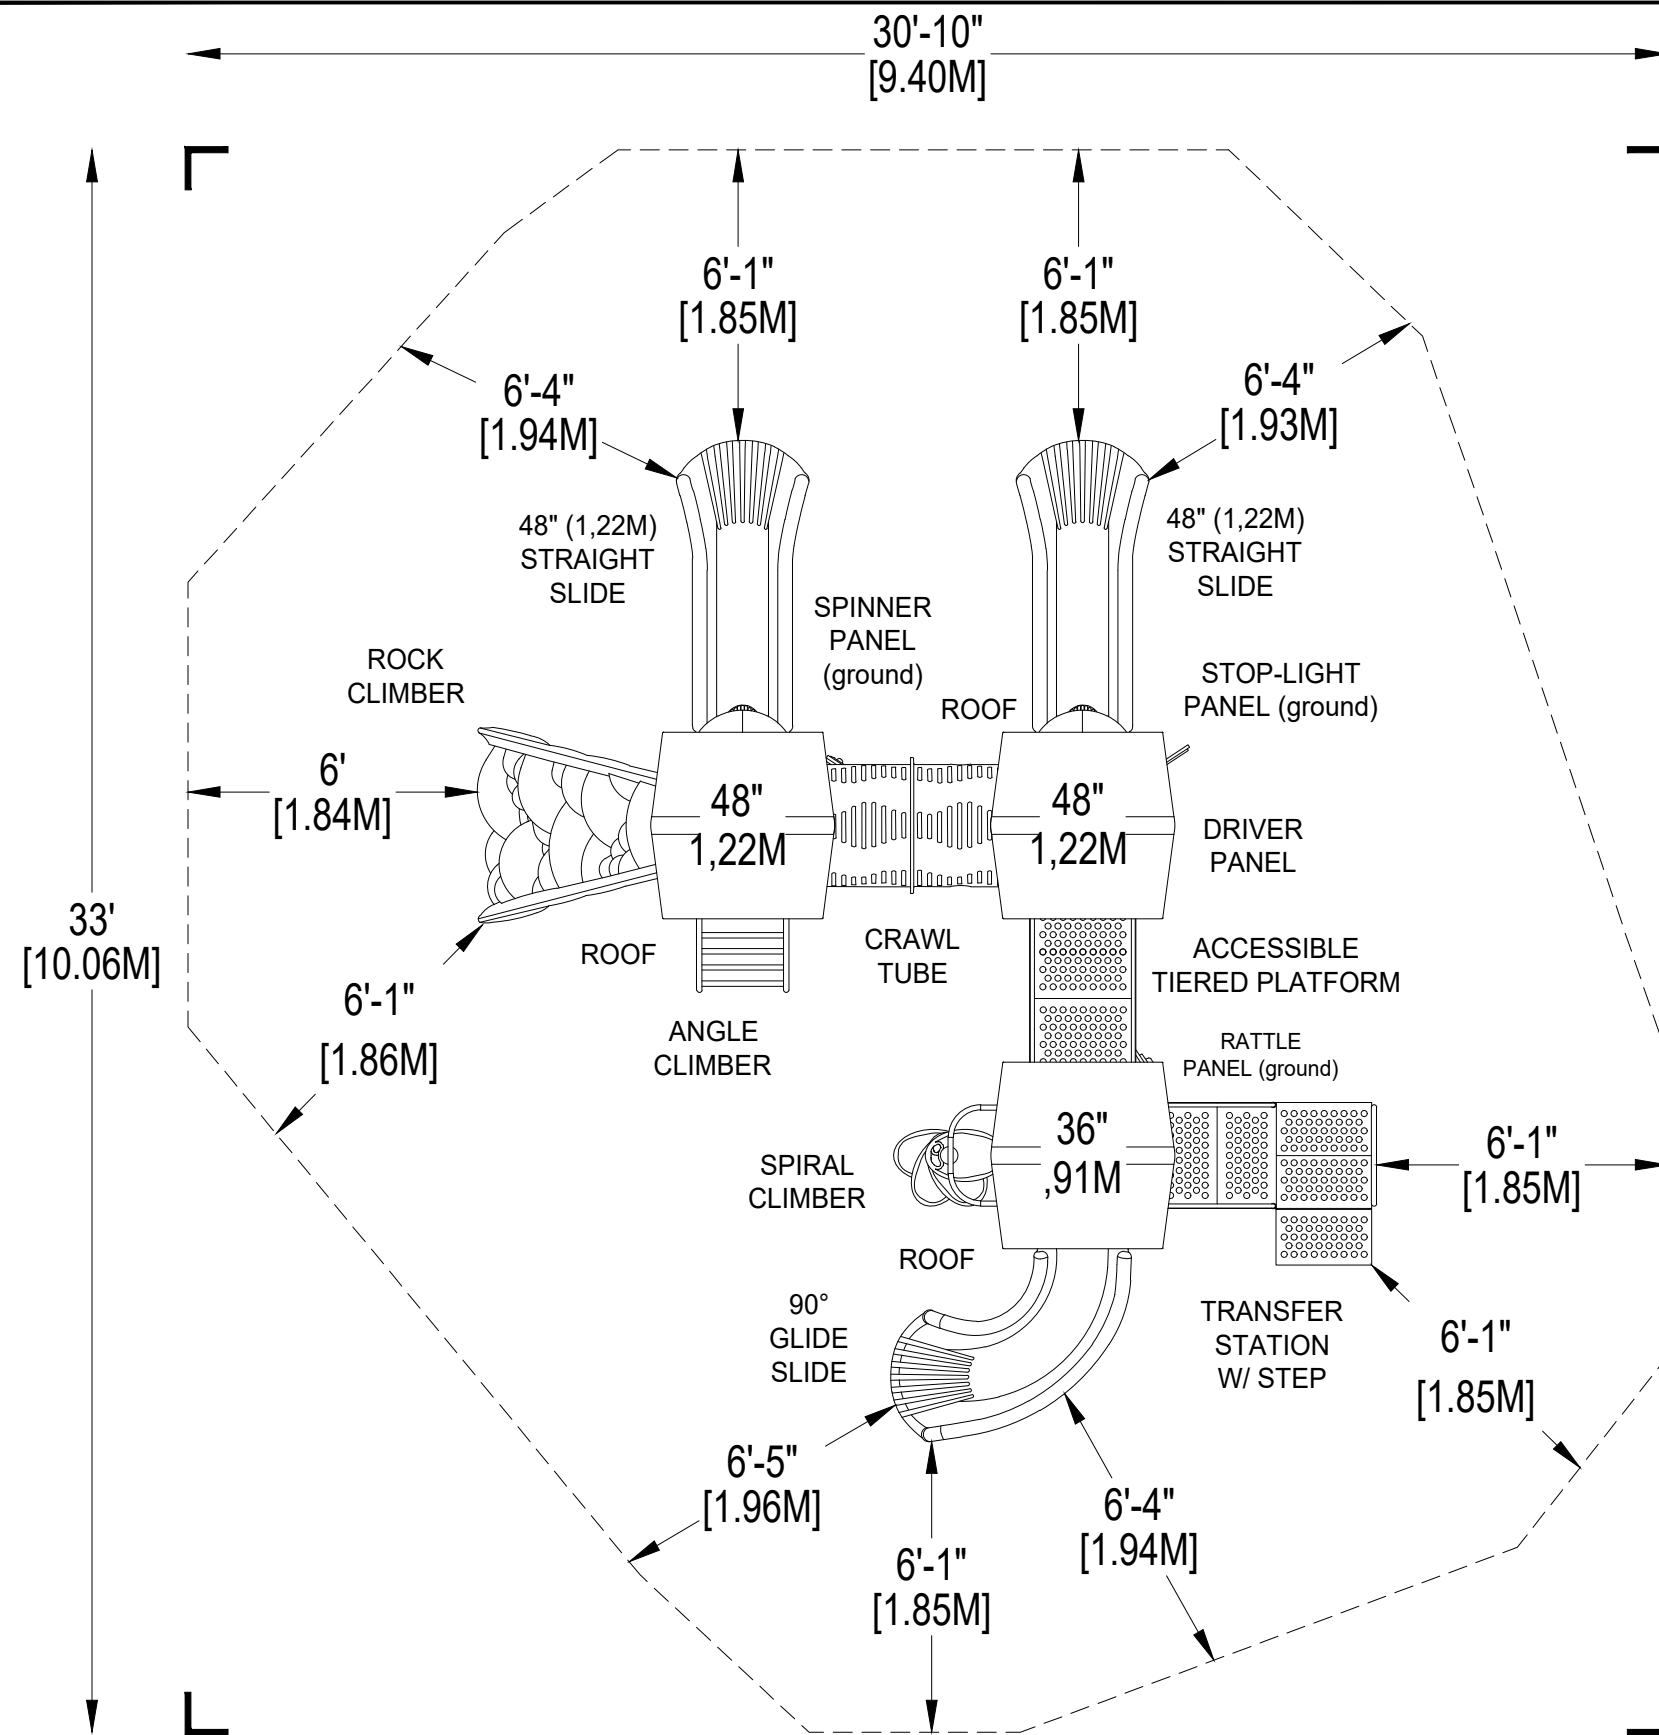 30'-10"
[9.40M]
6'-1"
[1.85M]
6'-1"
[1.85M]
6'-4"
[1.94M]
6'-4"
[1.93M]
48" (1,22M)
STRAIGHT
SLIDE
48" (1,22M)
STRAIGHT
SLIDE
SPINNER
PANEL
(ground)
ROCK
CLIMBER
ROOF
STOP-LIGHT
PANEL (ground)
6'
[1.84M]
48"
1,22M
48"
1,22M
DRIVER
PANEL
33'
[10.06M]
ROOF
CRAWL
TUBE
ACCESSIBLE
TIERED PLATFORM
6'-1"
[1.86M]
ANGLE
CLIMBER
RATTLE
PANEL (ground)
36"
,91M
6'-1"
[1.85M]
SPIRAL
CLIMBER
ROOF
90°
GLIDE
SLIDE
TRANSFER
STATION
W/ STEP
6'-1"
[1.85M]
6'-5"
[1.96M]
6'-4"
[1.94M]
6'-1"
[1.85M]